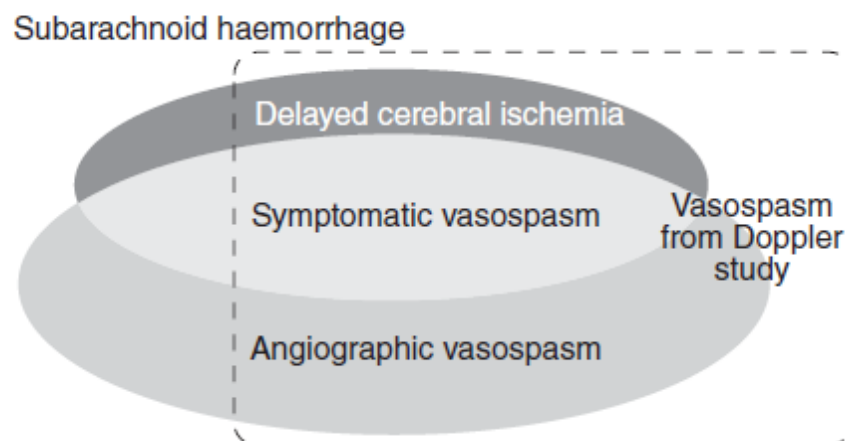 Subarachnoid haemorrhage
Delayed cerebral ischemia
Symptomatic vasospasm
Vasospasm
from Doppler
study
Angiographic vasospasm